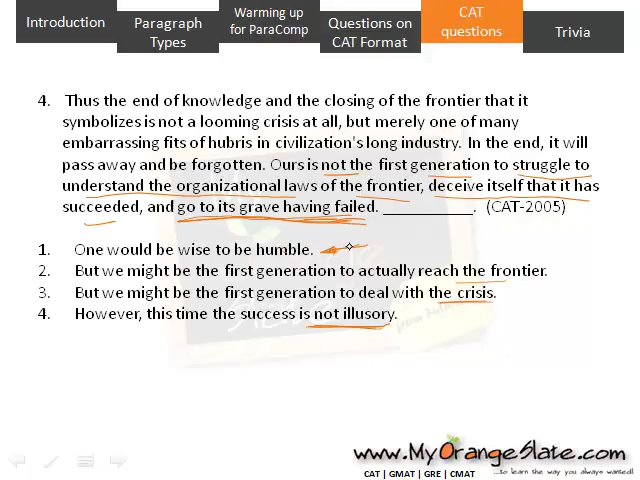 Introduction
Paragraph
Types
Warming up
for ParaComp
Questions on
CAT Format
CAT
questions
Trivia
4. Thus the end of knowledge and the closing of the frontier that it
symbolizes is not a looming crisis at all, but merely one of many
embarrassing fits of hubris in civilization's long industry. In the end, it will
pass away and be forgotten. Ours is not the first generation to struggle to
understand the organizational laws of the frontier, deceive itself that it has
succeeded, and go to its grave having failed. __________. (CAT-2005)
1. One would be wise to be humble.
2. But we might be the first generation to actually reach the frontier.
3. But we might be the first generation to deal with the crisis.
4. However, this time the success is not illusory.
www.MyOrangeSlate.com
CAT | GMAT | GRE | CMAT
...to learn the way you always wanted!